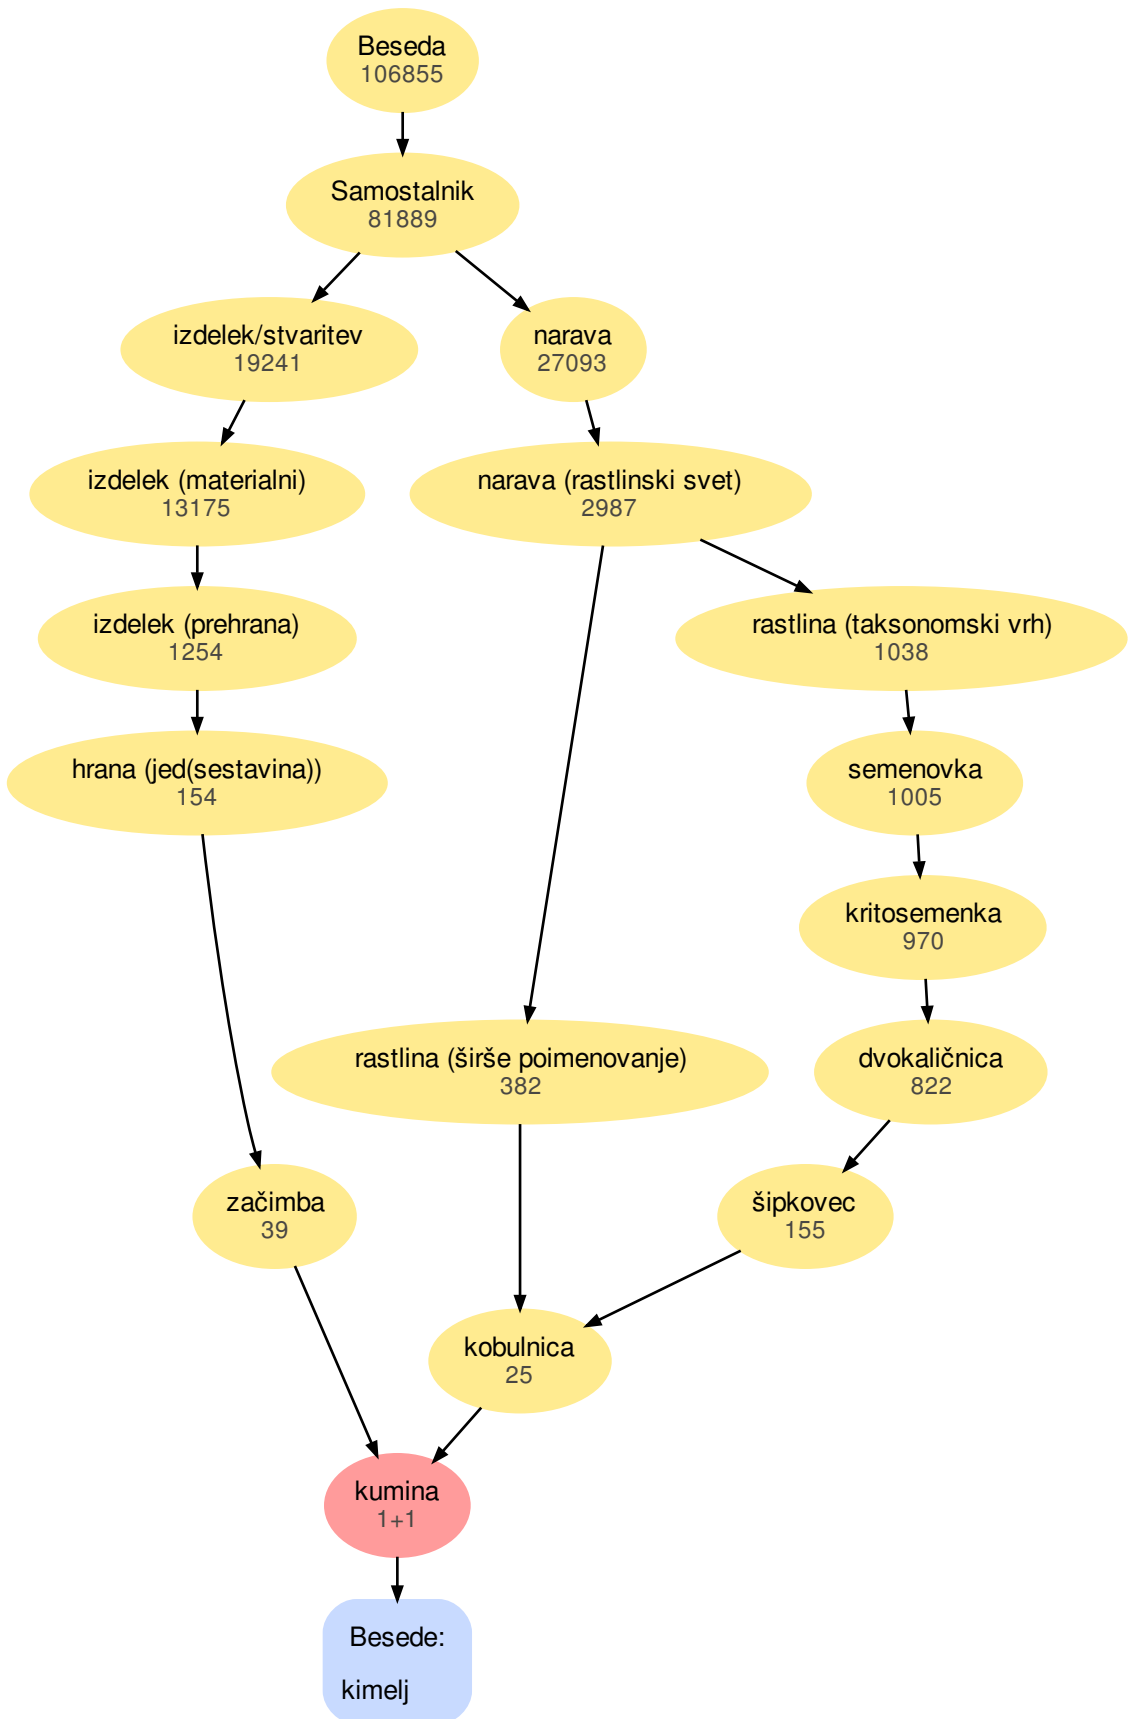 Beseda
106855
Samostalnik
81889
izdelek/stvaritev
19241
narava
27093
izdelek (materialni)
13175
narava (rastlinski svet)
2987
izdelek (prehrana)
1254
rastlina (taksonomski vrh)
1038
hrana (jed(sestavina))
154
semenovka
1005
kritosemenka
970
rastlina (širše poimenovanje)
382
dvokaličnica
822
začimba
39
šipkovec
155
kobulnica
25
kumina
1+1
Besede:
kimelj